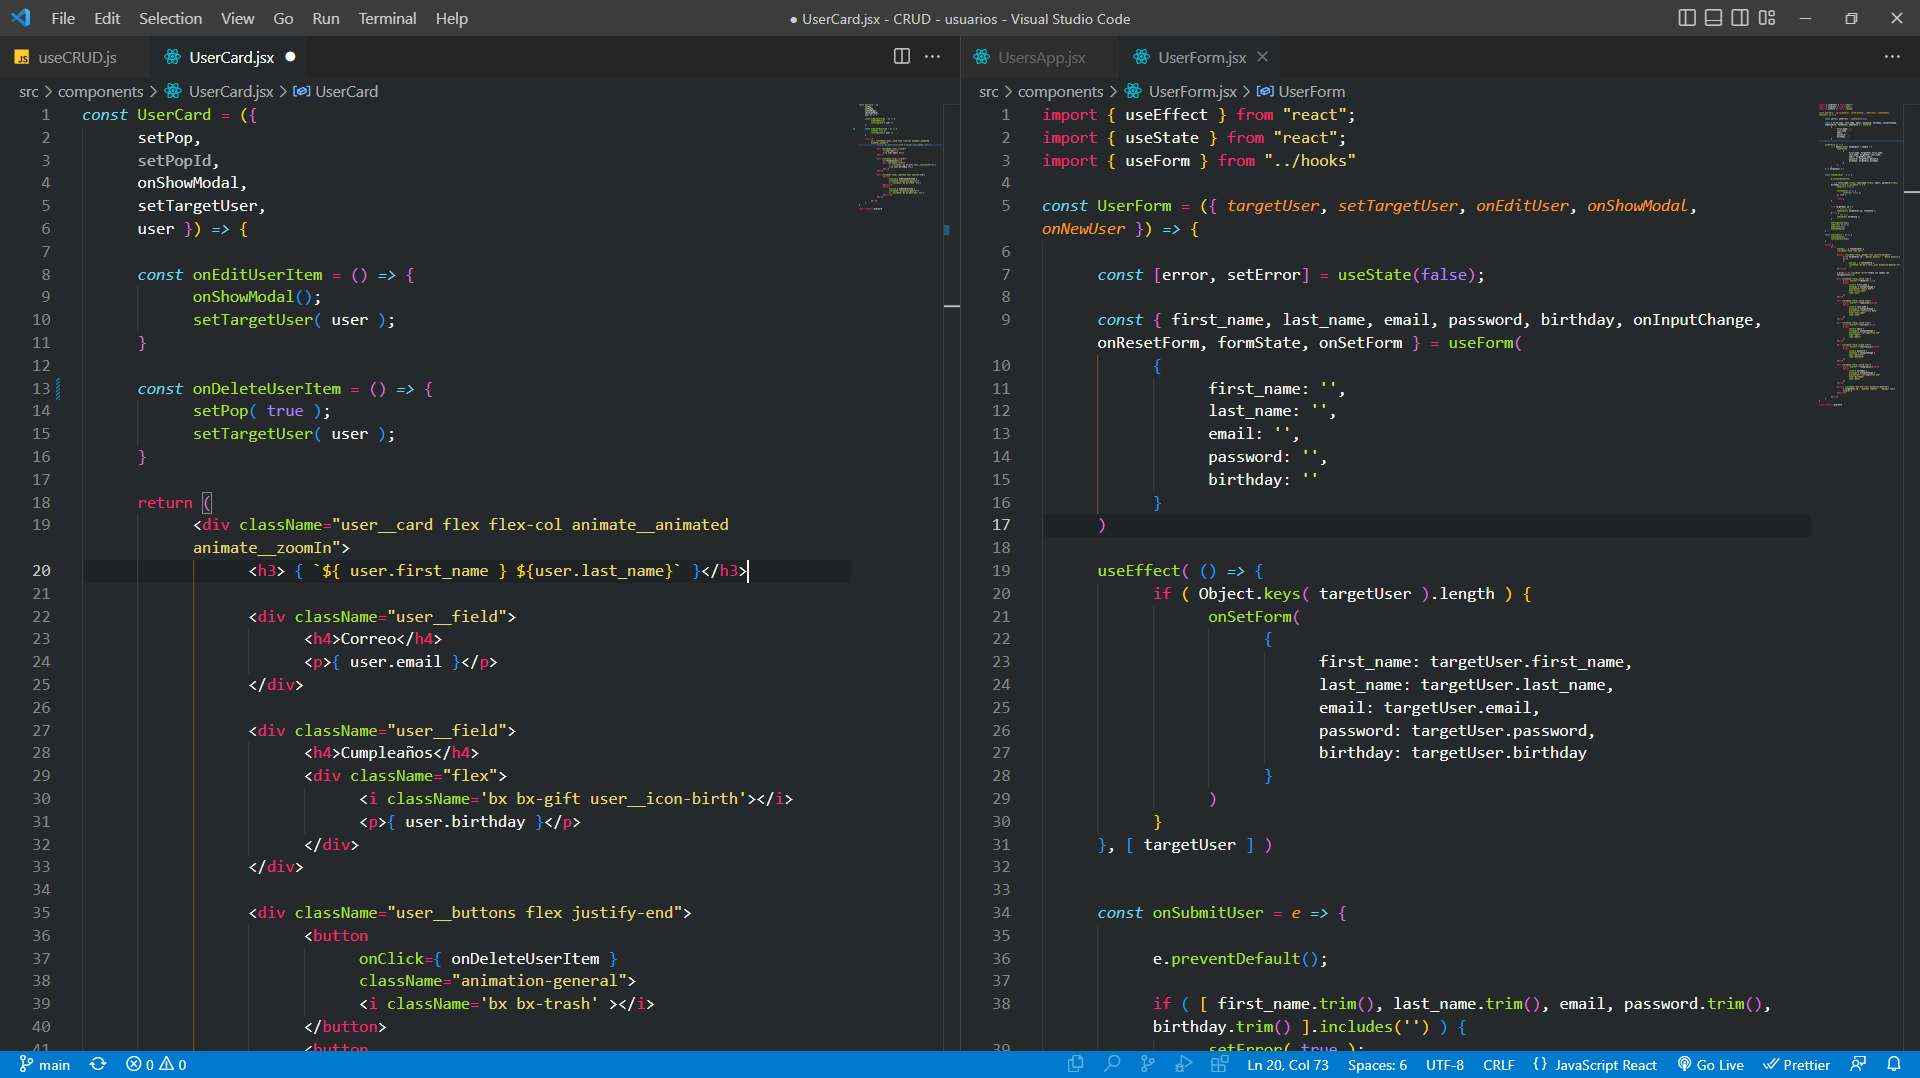 File Edit Selection View Go Run Terminal Help
● UserCard.jsx - CRUD - usuarios - Visual Studio Code
JS useCRUD.js
UserCard.jsx ●
src > components > UserCard.jsx > UserCard
1 const UserCard = ({
2 setPop,
3 setPopId,
4 onShowModal,
5 setTargetUser,
6 user }) => {
7
8 const onEditUserItem = () => {
9 onShowModal();
10 setTargetUser( user );
11 }
12
13 const onDeleteUserItem = () => {
14 setPop( true );
15 setTargetUser( user );
16 }
17
18 return (
19 <div className="user__card flex flex-col animate__animated
animate__zoomIn">
20 <h3> { `${ user.first_name } ${user.last_name}` }</h3>
21
22 <div className="user__field">
23 <h4>Correo</h4>
24 <p>{ user.email }</p>
25 </div>
26
27 <div className="user__field">
28 <h4>Cumpleaños</h4>
29 <div className="flex">
30 <i className='bx bx-gift user__icon-birth'></i>
31 <p>{ user.birthday }</p>
32 </div>
33 </div>
34
35 <div className="user__buttons flex justify-end">
36 <button
37 onClick={ onDeleteUserItem }
38 className="animation-general">
39 <i className='bx bx-trash' ></i>
40 </button>
41 <button
UsersApp.jsx
UserForm.jsx
src > components > UserForm.jsx > UserForm
1 import { useEffect } from "react";
2 import { useState } from "react";
3 import { useForm } from "../hooks"
4
5 const UserForm = ({ targetUser, setTargetUser, onEditUser, onShowModal,
onNewUser }) => {
6
7 const [error, setError] = useState(false);
8
9 const { first_name, last_name, email, password, birthday, onInputChange,
onResetForm, formState, onSetForm } = useForm(
10 {
11 first_name: '',
12 last_name: '',
13 email: '',
14 password: '',
15 birthday: ''
16 }
17 )
18
19 useEffect( () => {
20 if ( Object.keys( targetUser ).length ) {
21 onSetForm(
22 {
23 first_name: targetUser.first_name,
24 last_name: targetUser.last_name,
25 email: targetUser.email,
26 password: targetUser.password,
27 birthday: targetUser.birthday
28 }
29 )
30 }
31 }, [ targetUser ] )
32
33
34 const onSubmitUser = e => {
35
36 e.preventDefault();
37
38 if ( [ first_name.trim(), last_name.trim(), email, password.trim(),
birthday.trim() ].includes('') ) {
39 setError( true );
main 0 0 Ln 20, Col 73 Spaces: 6 UTF-8 CRLF {} JavaScript React Go Live Prettier